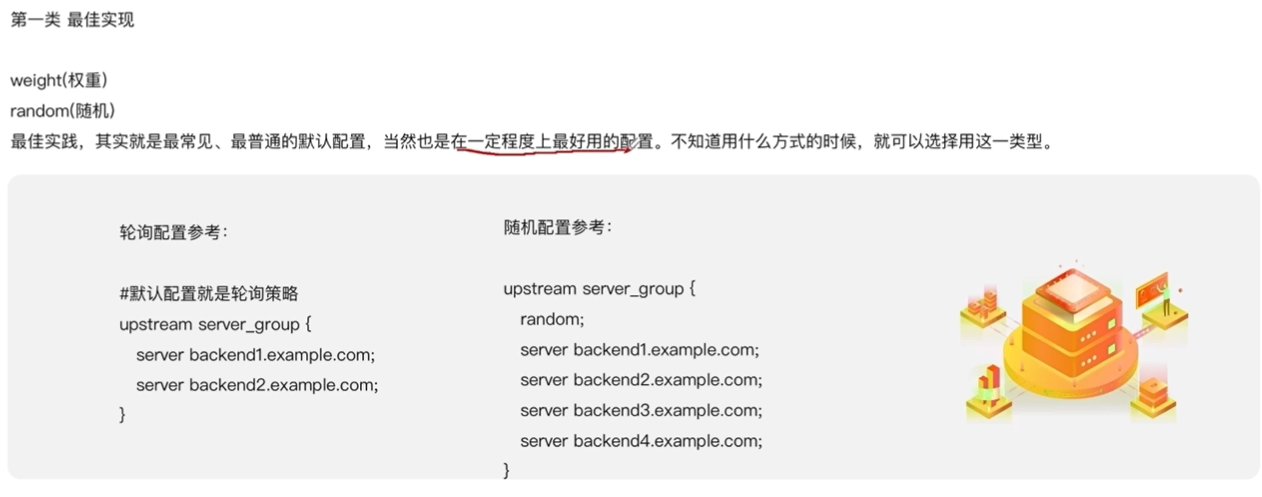 第一类 最佳实现
weight(权重)
random(随机)
最佳实践，其实就是最常见、最普通的默认配置，当然也是在一定程度上最好用的配置。不知道用什么方式的时候，就可以选择用这一类型。
轮询配置参考：
#默认配置就是轮询策略
upstream server_group {
server backend1.example.com;
server backend2.example.com;
}
随机配置参考：
upstream server_group {
random;
server backend1.example.com;
server backend2.example.com;
server backend3.example.com;
server backend4.example.com;
}